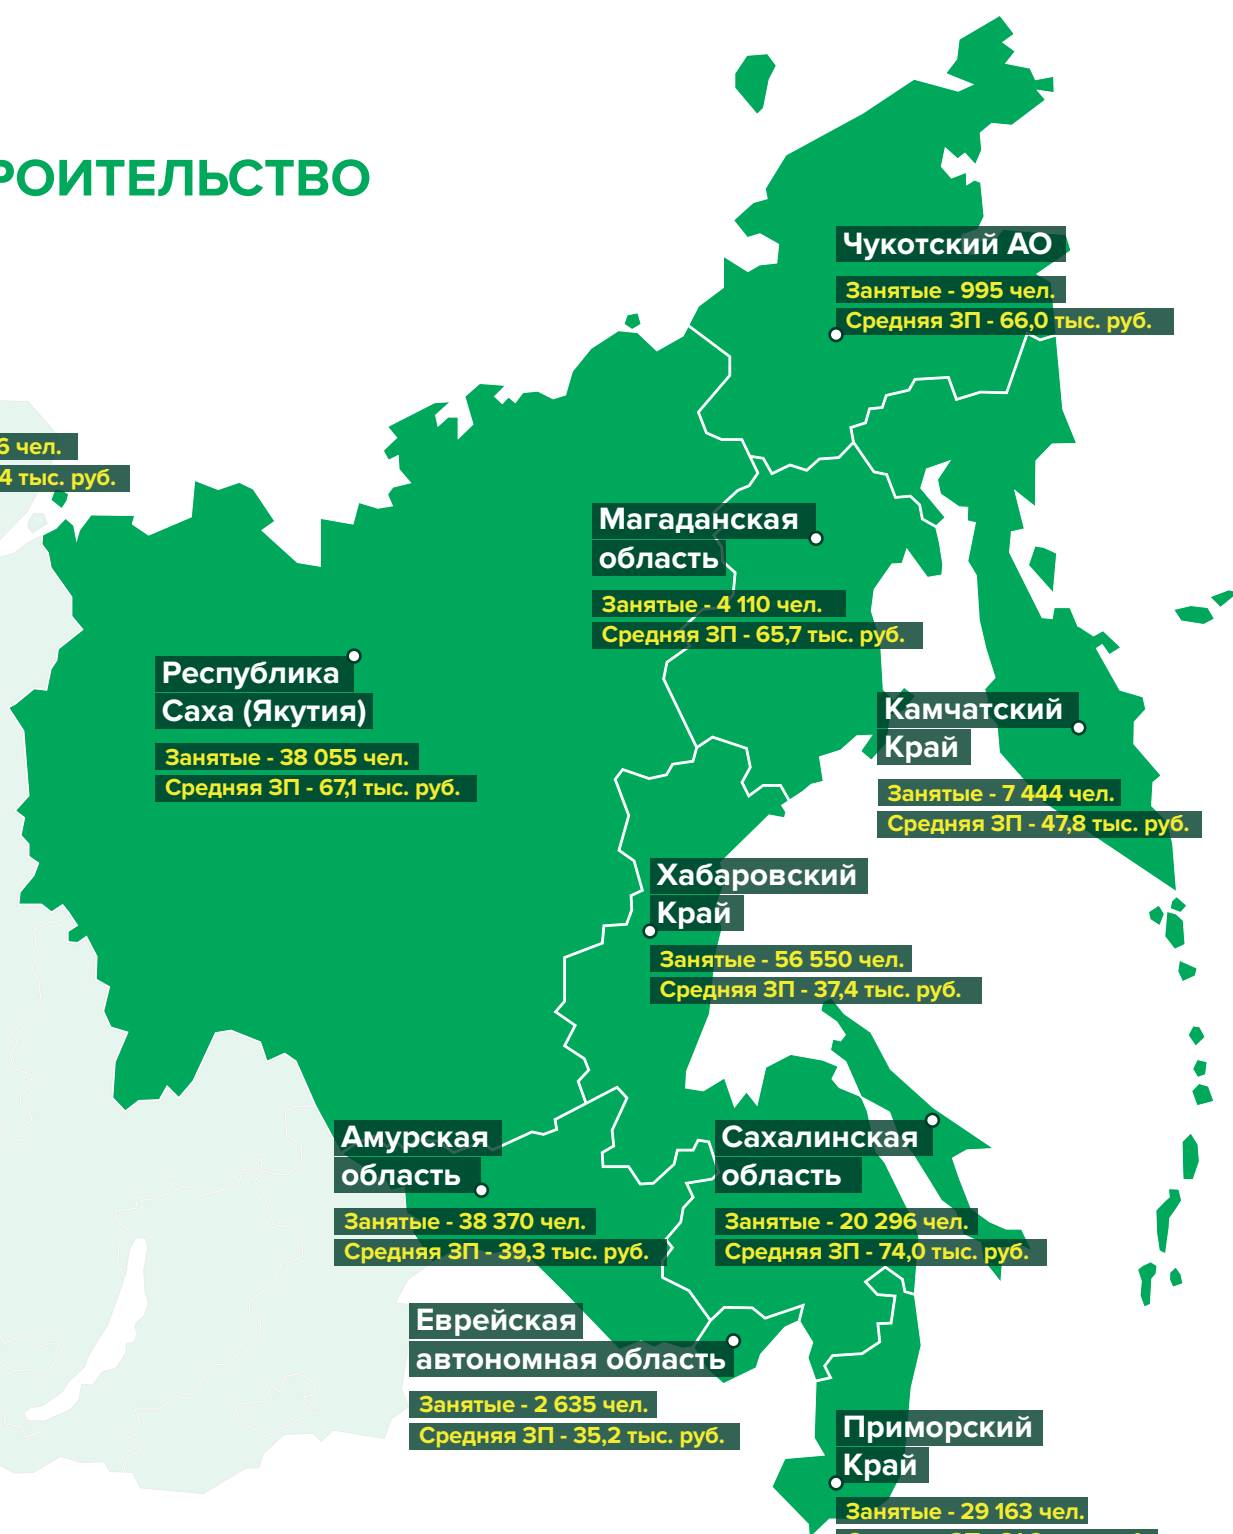 РОИТЕЛЬСТВО
Чукотский АО
Занятые - 995 чел.
Средняя ЗП - 66,0 тыс. руб.
6 чел.
4 тыс. руб.
Магаданская
область
Занятые - 4 110 чел.
Средняя ЗП - 65,7 тыс. руб.
Республика
Саха (Якутия)
Занятые - 38 055 чел.
Средняя ЗП - 67,1 тыс. руб.
Камчатский
Край
Занятые - 7 444 чел.
Средняя ЗП - 47,8 тыс. руб.
Хабаровский
Край
Занятые - 56 550 чел.
Средняя ЗП - 37,4 тыс. руб.
Амурская
область
Занятые - 38 370 чел.
Средняя ЗП - 39,3 тыс. руб.
Сахалинская
область
Занятые - 20 296 чел.
Средняя ЗП - 74,0 тыс. руб.
Еврейская
автономная область
Занятые - 2 635 чел.
Средняя ЗП - 35,2 тыс. руб.
Приморский
Край
Занятые - 29 163 чел.